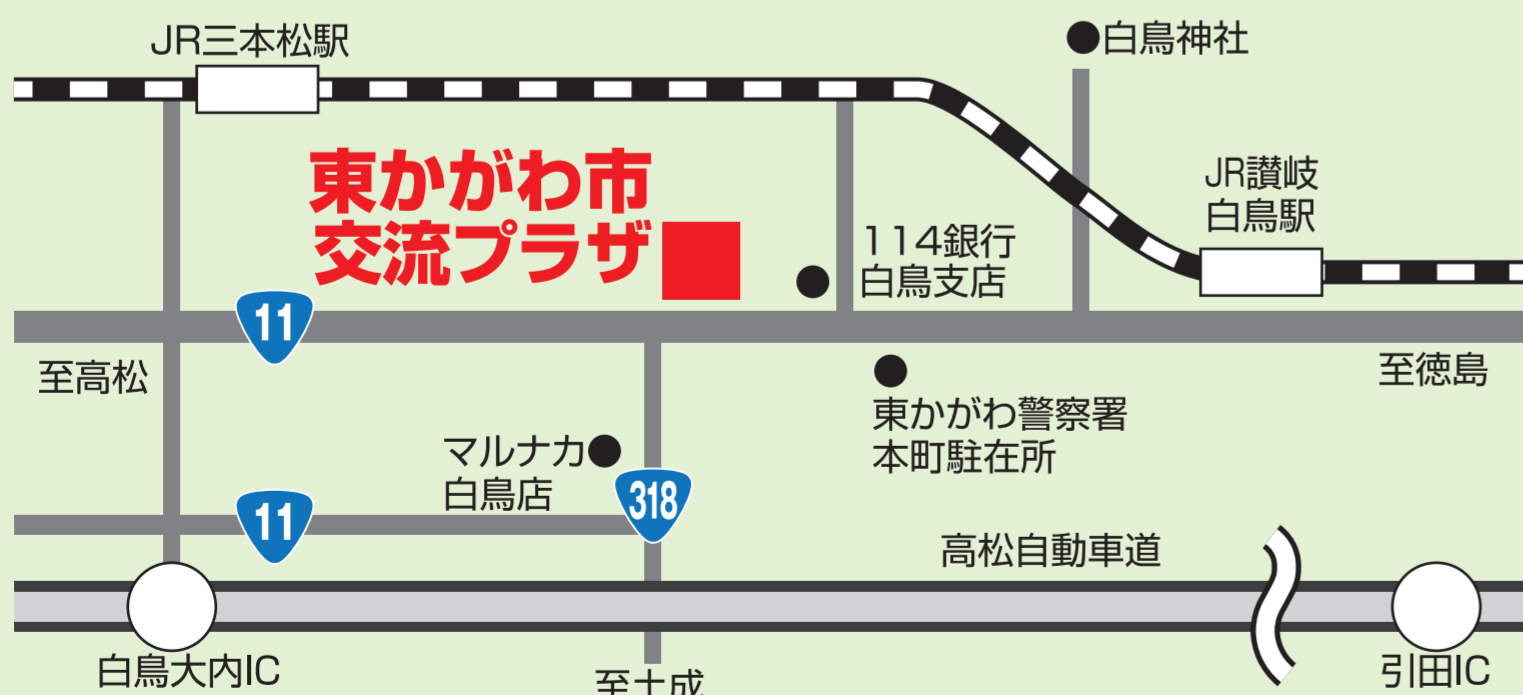 JR三本松駅
白鳥神社
東かがわ市
交流プラザ
JR讃岐
白鳥駅
114銀行
白鳥支店
11
至高松
至徳島
東かがわ警察署
本町駐在所
マルナカ
白鳥店
318
11
高松自動車道
白鳥大内IC
至土成
引田IC